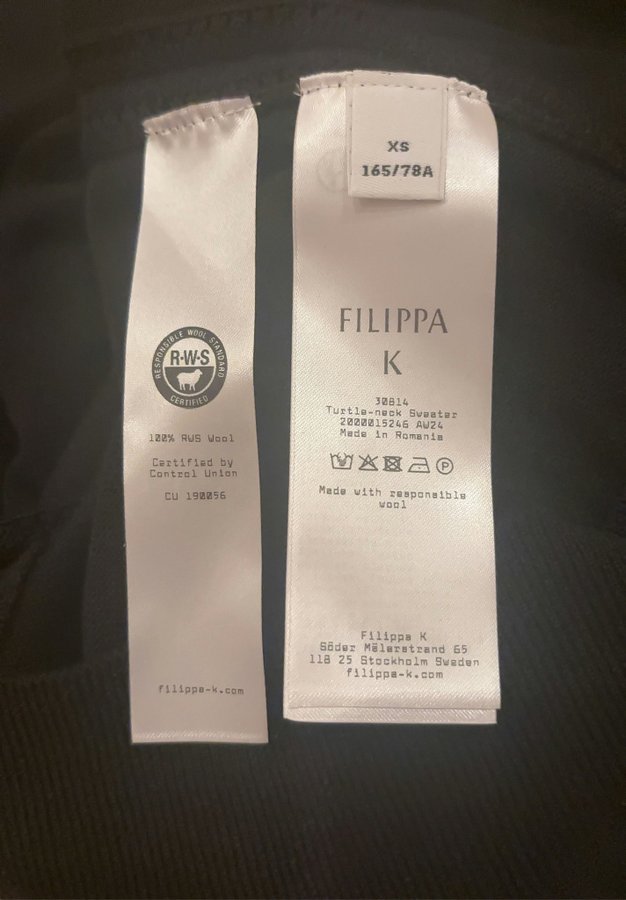 RESPONSIBLE WOOL STANDARD
R·W·S
CERTIFIED
100% RWS Wool
Certified by
Control Union
CU 190056
filippa-k.com
XS
165/78A
FILIPPA
K
30814
Turtle-neck Sweater
2000015246 AW24
Made in Romania
P
Made with responsible
wool
Filippa K
Söder Mälarstrand 65
118 25 Stockholm Sweden
filippa-k.com